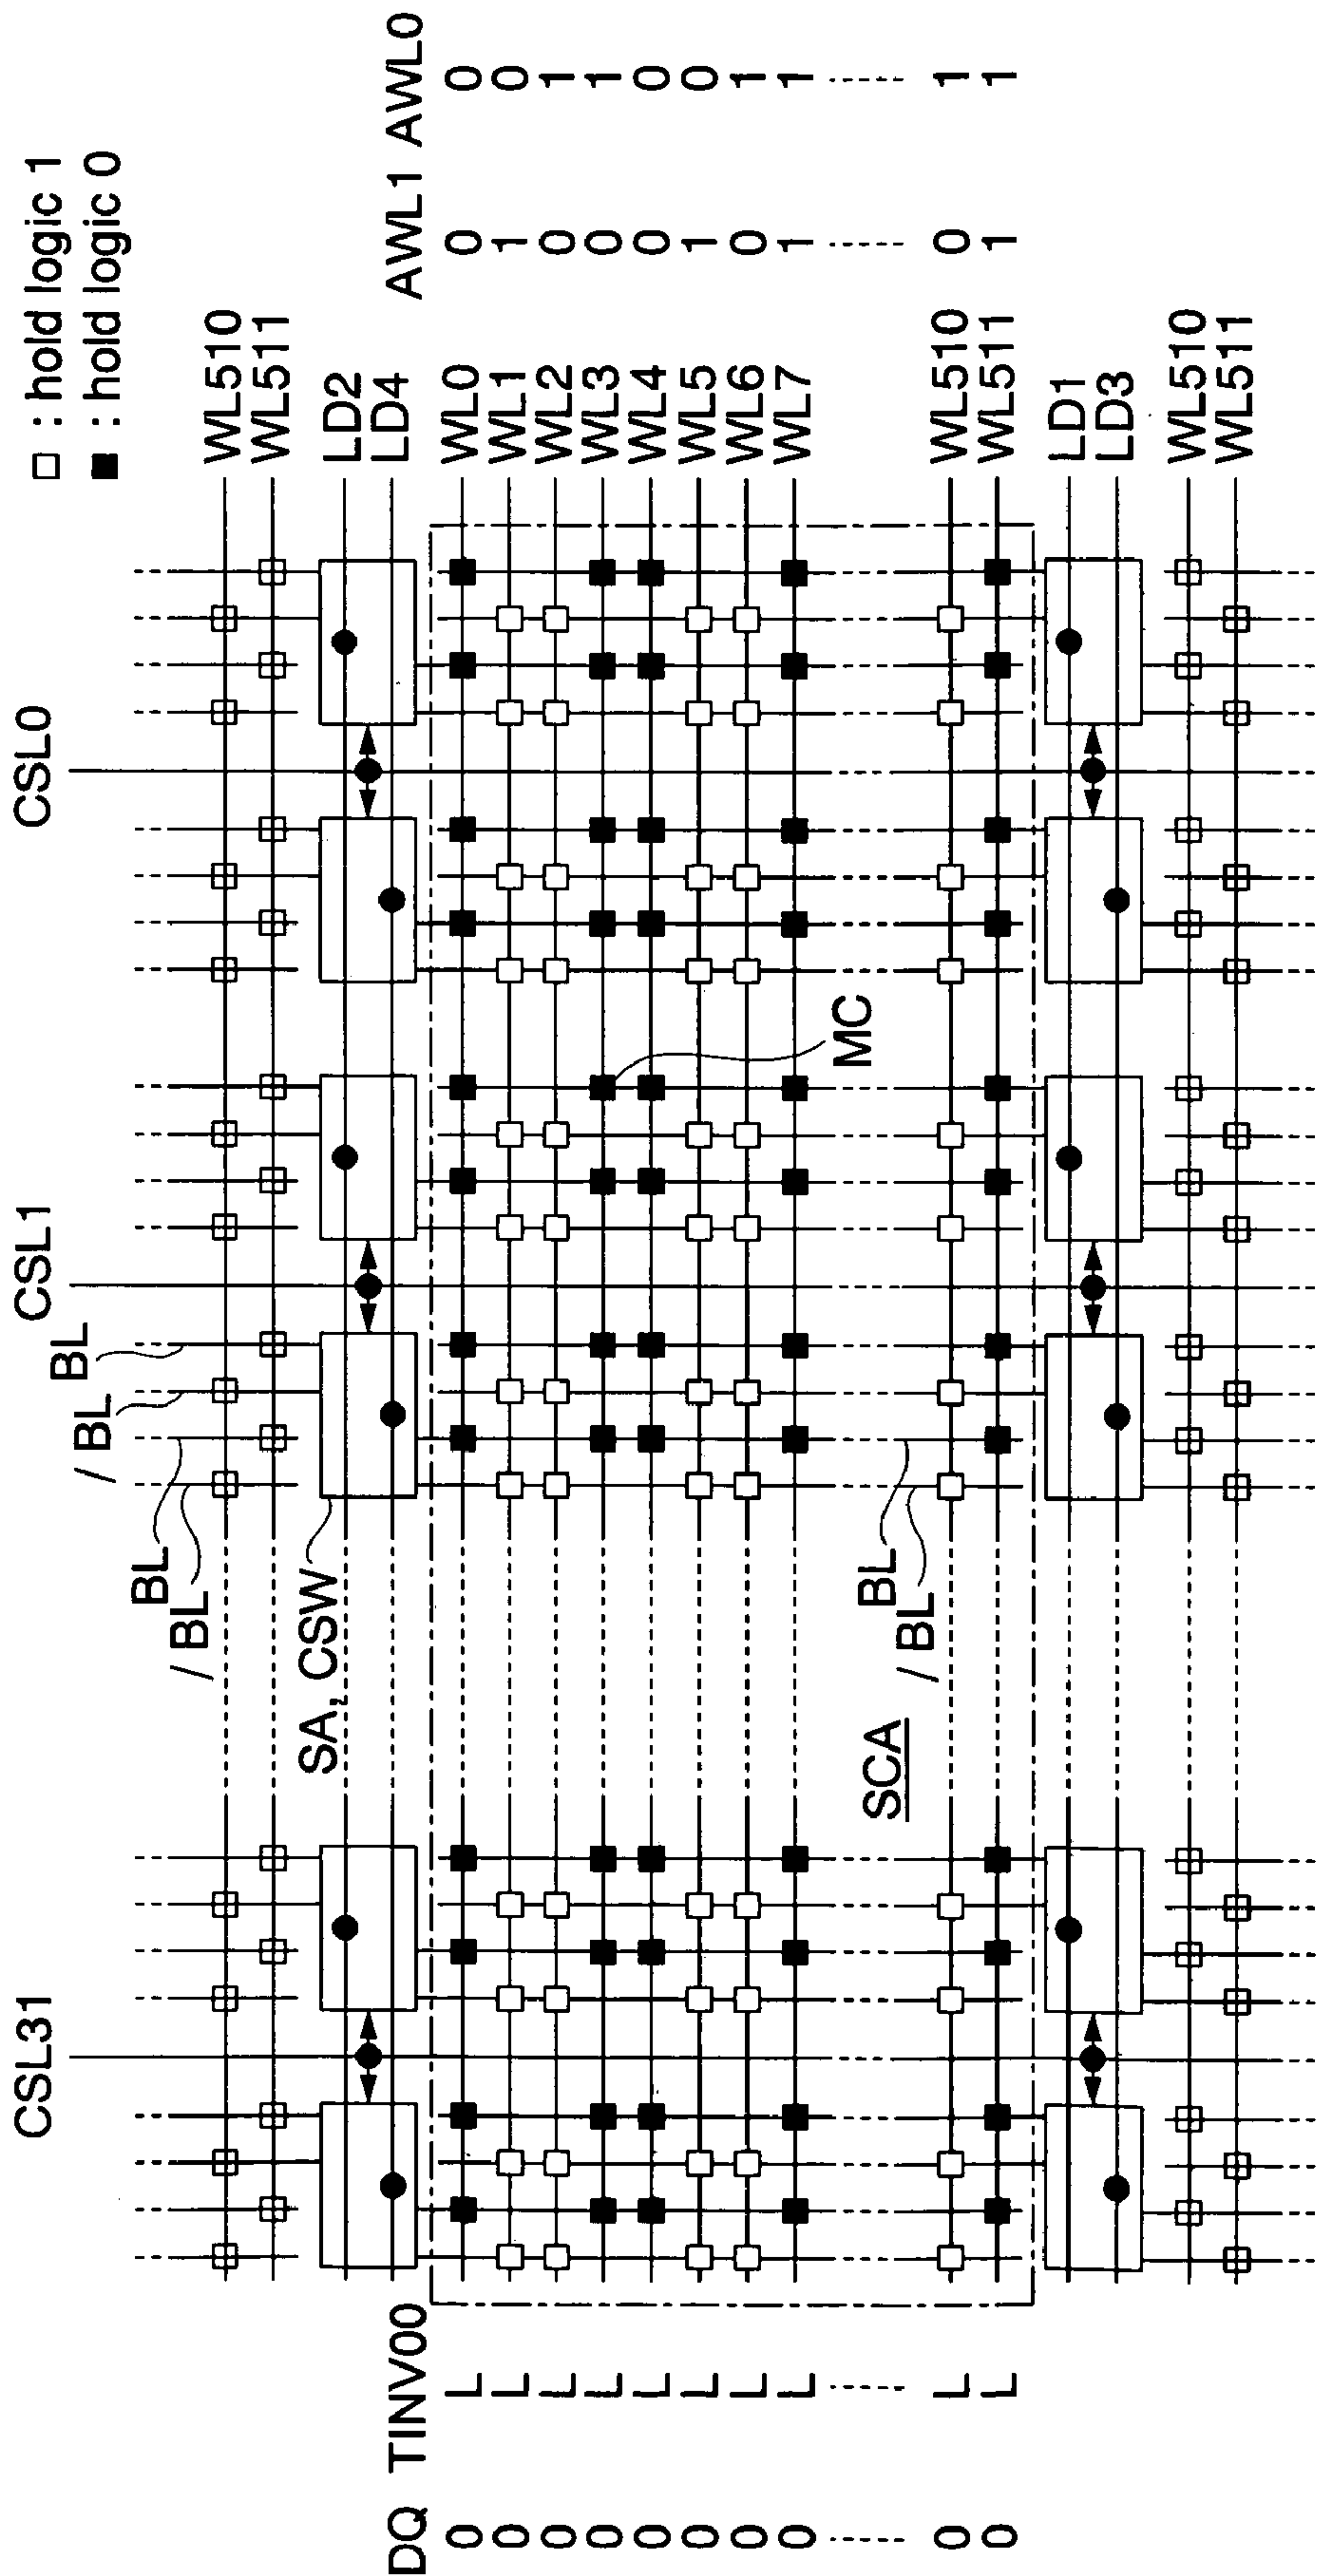 CSL31 CSL1 CSL0 □ : hold logic 1
BL
/ BL ■ : hold logic 0
BL
/ BL
WL510
WL511
SA, CSW
LD2
LD4
DQ TINV00 AWL1 AWL0
0 L WL0 0 0
0 L WL1 1 0
0 L WL2 0 1
0 L WL3 0 1
0 L WL4 0 0
0 L WL5 1 0
0 L WL6 0 1
0 L WL7 1 1
MC
SCA
BL
/ BL
0 L WL510 0 1
0 L WL511 1 1
LD1
LD3
WL510
WL511